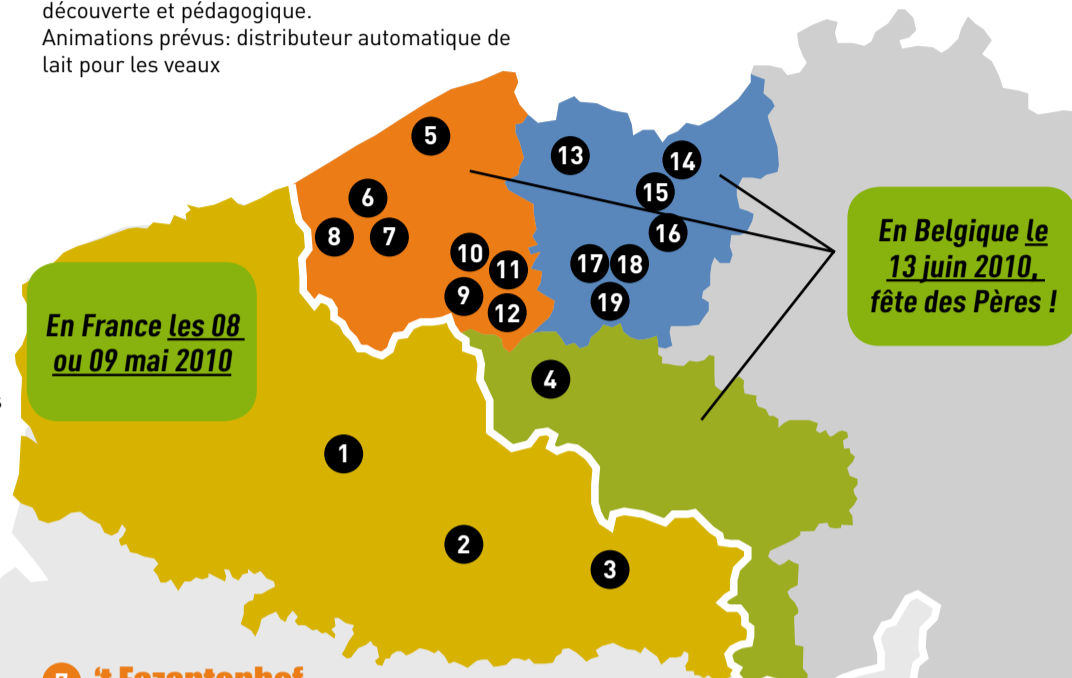 découverte et pédagogique.
Animations prévus: distributeur automatique de
lait pour les veaux
5
13
14
15
6
8
7
16
10
11
17
18
9
12
19
En Belgique le
13 juin 2010,
fête des Pères !
En France les 08
ou 09 mai 2010
4
1
2
3